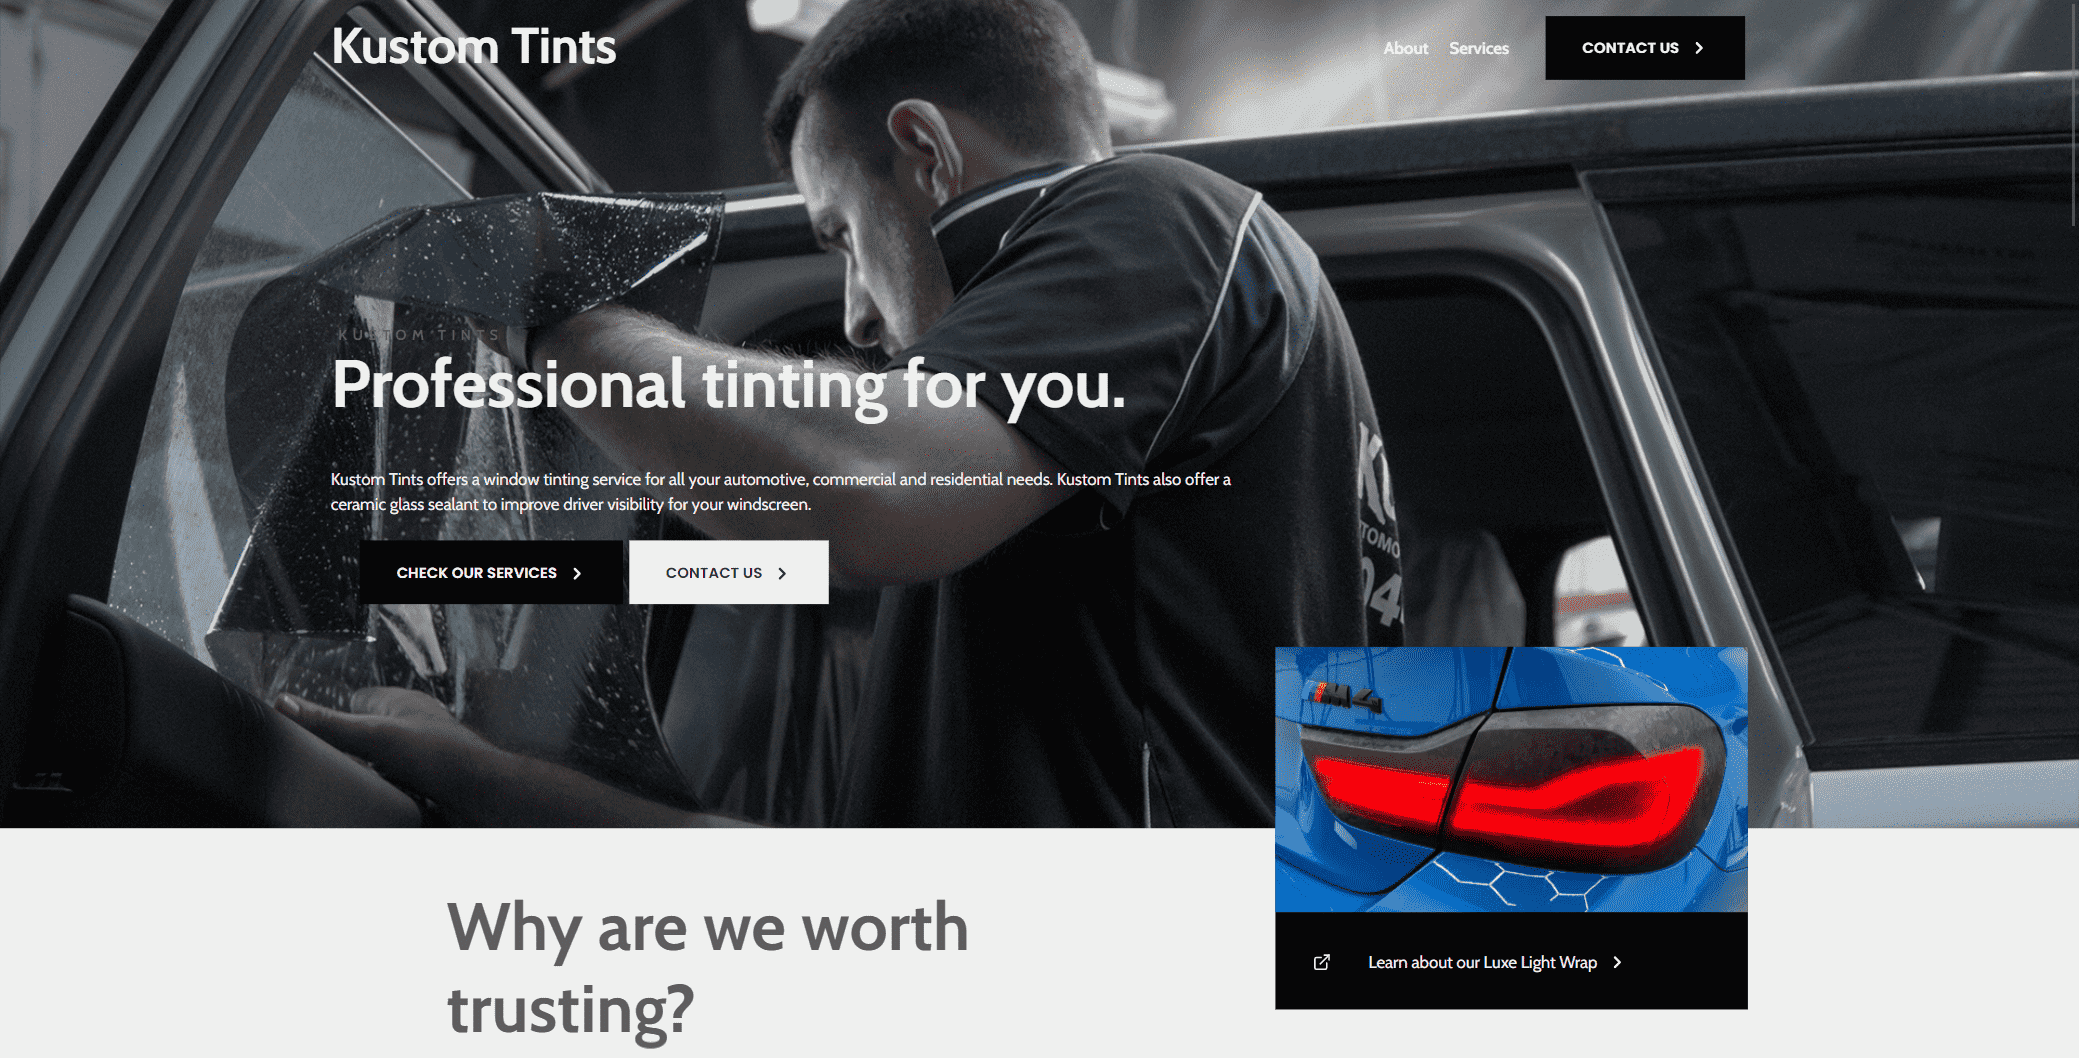 Kustom Tints
About
Services
CONTACT US
KUSTOM TINTS
Professional tinting for you.
Kustom Tints offers a window tinting service for all your automotive, commercial and residential needs. Kustom Tints also offer a
ceramic glass sealant to improve driver visibility for your windscreen.
CHECK OUR SERVICES
CONTACT US
M4
Learn about our Luxe Light Wrap
Why are we worth
trusting?